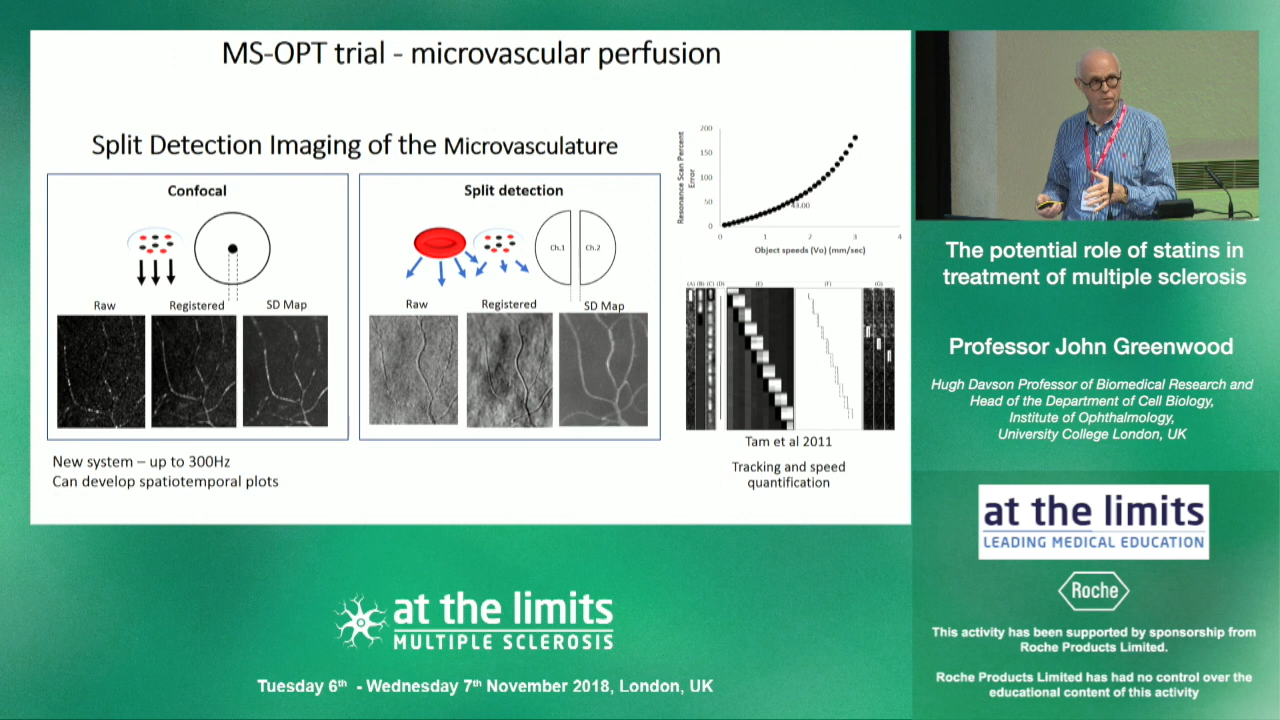 MS-OPT trial - microvascular perfusion
Split Detection Imaging of the Microvasculature
Confocal
Raw
Registered
SD Map
Split detection
Ch.1
Ch.2
Raw
Registered
SD Map
New system – up to 300Hz
Can develop spatiotemporal plots
Resonance Scan Percent
Error
200
150
100
50
0
43.00
0
1
2
3
4
Object speeds (Vo) (mm/sec)
(A) (B) (C) (D) (E) (F) (G)
Tam et al 2011
Tracking and speed
quantification
The potential role of statins in
treatment of multiple sclerosis
Professor John Greenwood
Hugh Davson Professor of Biomedical Research and
Head of the Department of Cell Biology,
Institute of Ophthalmology,
University College London, UK
at the limits
LEADING MEDICAL EDUCATION
Roche
This activity has been supported by sponsorship from
Roche Products Limited.
Roche Products Limited has had no control over the
educational content of this activity
at the limits
MULTIPLE SCLEROSIS
Tuesday 6th - Wednesday 7th November 2018, London, UK